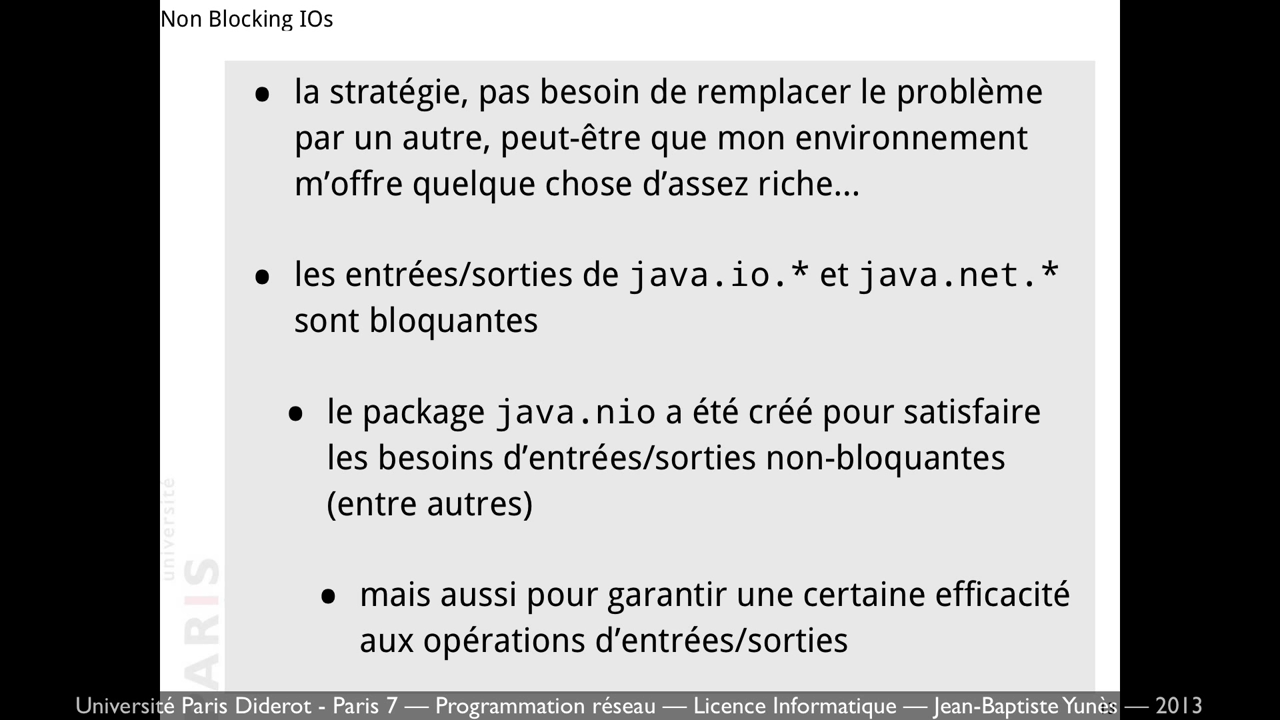 Non Blocking IOs
• la stratégie, pas besoin de remplacer le problème
par un autre, peut-être que mon environnement
m’offre quelque chose d’assez riche...
• les entrées/sorties de java.io.* et java.net.*
sont bloquantes
• le package java.nio a été créé pour satisfaire
les besoins d’entrées/sorties non-bloquantes
(entre autres)
• mais aussi pour garantir une certaine efficacité
aux opérations d’entrées/sorties
université
PARIS
Université Paris Diderot - Paris 7 — Programmation réseau — Licence Informatique — Jean-Baptiste Yunès — 2013